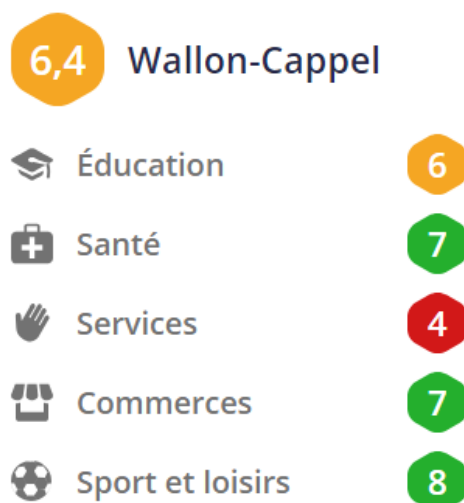 6,4 Wallon-Cappel
Éducation 6
Santé 7
Services 4
Commerces 7
Sport et loisirs 8